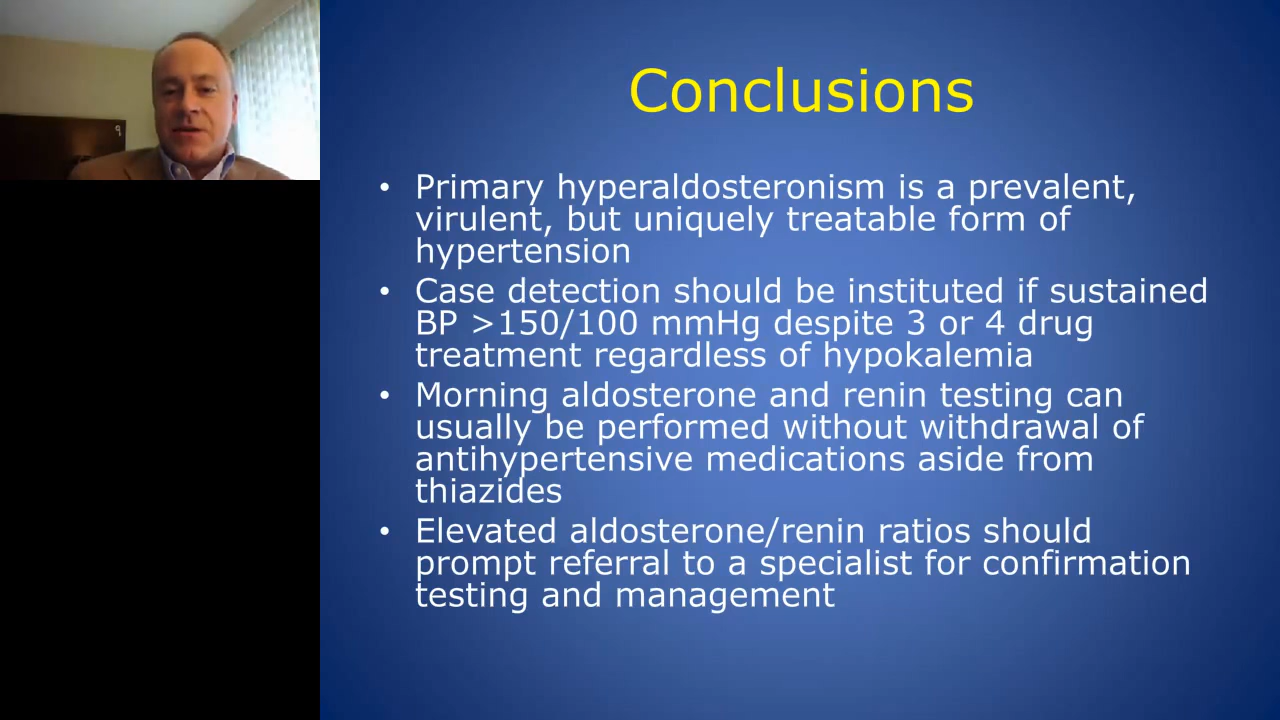 Conclusions
• Primary hyperaldosteronism is a prevalent,
virulent, but uniquely treatable form of
hypertension
• Case detection should be instituted if sustained
BP >150/100 mmHg despite 3 or 4 drug
treatment regardless of hypokalemia
• Morning aldosterone and renin testing can
usually be performed without withdrawal of
antihypertensive medications aside from
thiazides
• Elevated aldosterone/renin ratios should
prompt referral to a specialist for confirmation
testing and management